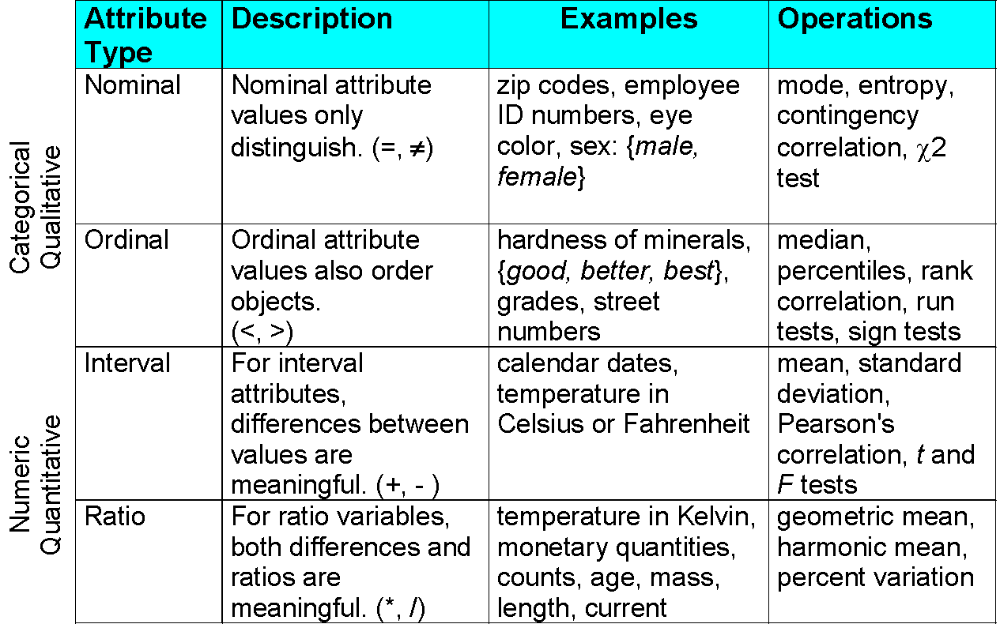 Attribute Type
Description
Examples
Operations
Categorical
Qualitative
Nominal
Nominal attribute
values only
distinguish. (=, ≠)
zip codes, employee
ID numbers, eye
color, sex: {male,
female}
mode, entropy,
contingency
correlation, χ2
test
Ordinal
Ordinal attribute
values also order
objects.
(<, >)
hardness of minerals,
{good, better, best},
grades, street
numbers
median,
percentiles, rank
correlation, run
tests, sign tests
Numeric
Quantitative
Interval
For interval
attributes,
differences between
values are
meaningful. (+, - )
calendar dates,
temperature in
Celsius or Fahrenheit
mean, standard
deviation,
Pearson's
correlation, t and
F tests
Ratio
For ratio variables,
both differences and
ratios are
meaningful. (*, /)
temperature in Kelvin,
monetary quantities,
counts, age, mass,
length, current
geometric mean,
harmonic mean,
percent variation